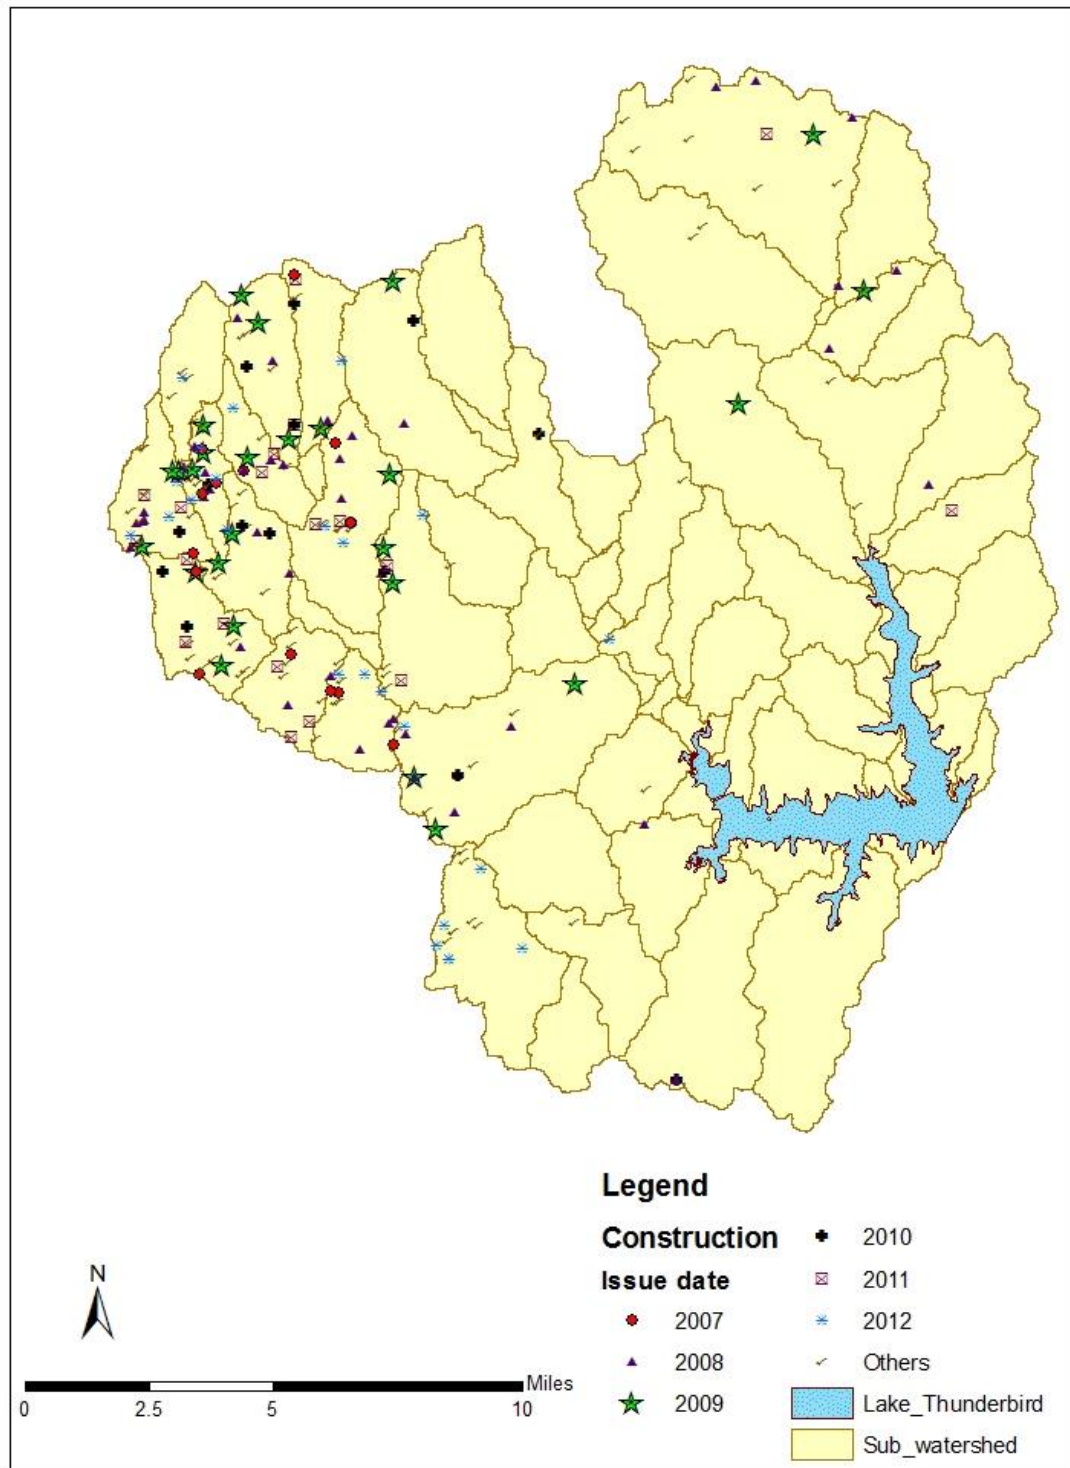 Legend
Construction
Issue date
2007
2008
2009
2010
2011
2012
Others
Lake_Thunderbird
Sub_watershed
N
Miles
0 2.5 5 10